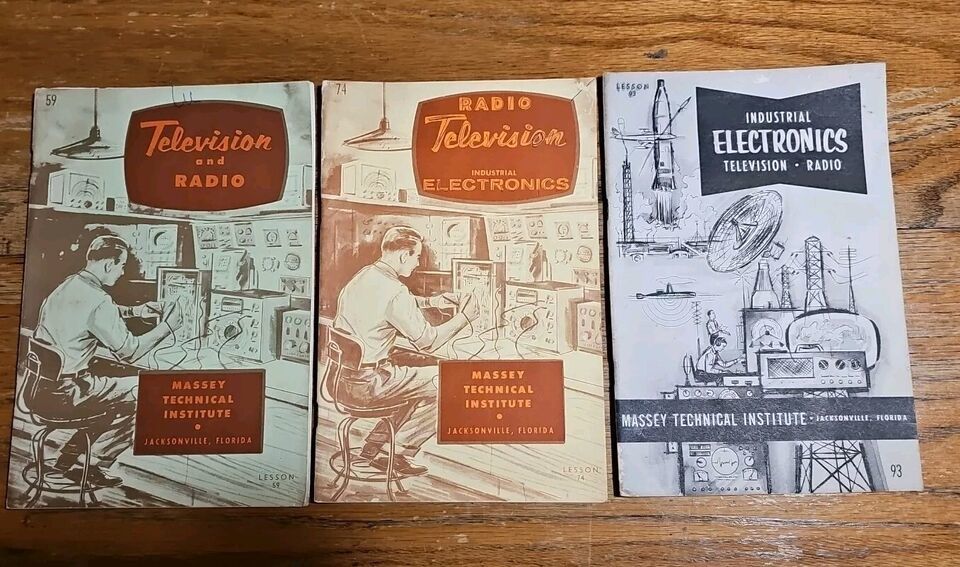 59
Television
and
RADIO
MASSEY
TECHNICAL
INSTITUTE
•
JACKSONVILLE, FLORIDA
LESSON
59
74
RADIO
Television
INDUSTRIAL
ELECTRONICS
MASSEY
TECHNICAL
INSTITUTE
•
JACKSONVILLE, FLORIDA
LESSON
74
LESSON
93
INDUSTRIAL
ELECTRONICS
TELEVISION • RADIO
MASSEY TECHNICAL INSTITUTE • JACKSONVILLE, FLORIDA
93